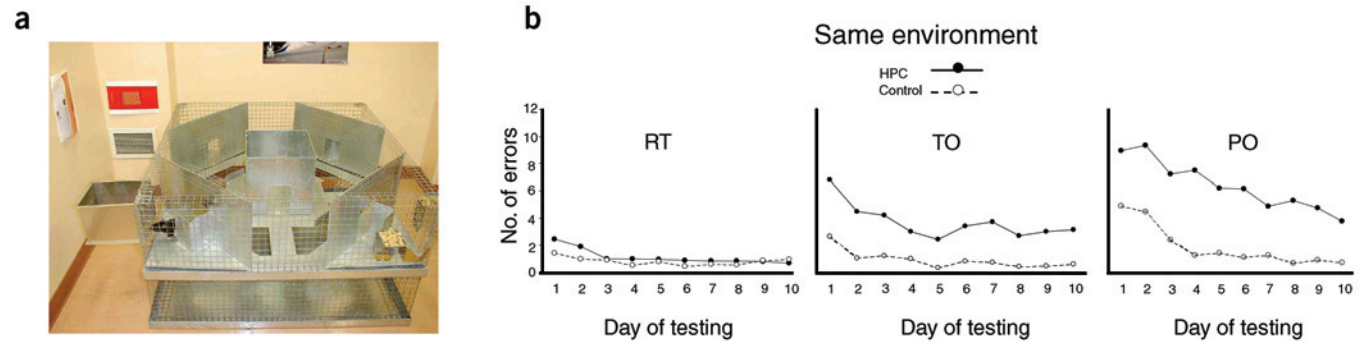 a
b
Same environment
HPC
Control
No. of errors
12
10
8
6
4
2
0
RT
TO
PO
1 2 3 4 5 6 7 8 9 10
1 2 3 4 5 6 7 8 9 10
1 2 3 4 5 6 7 8 9 10
Day of testing
Day of testing
Day of testing